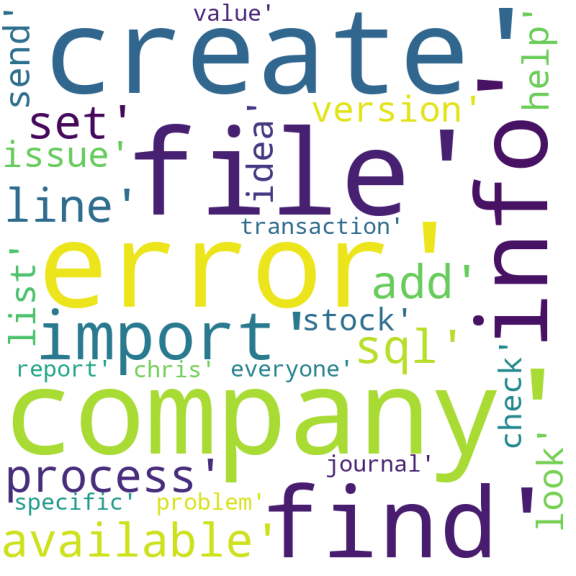 value'
send'
create'
help'
set'
version'
issue'
file'
idea'
info'
line'
transaction'
error'
add'
list'
import'
stock'
sql'
report'
chris'
everyone'
check'
company'
process'
journal'
look'
specific'
problem'
find'
available'